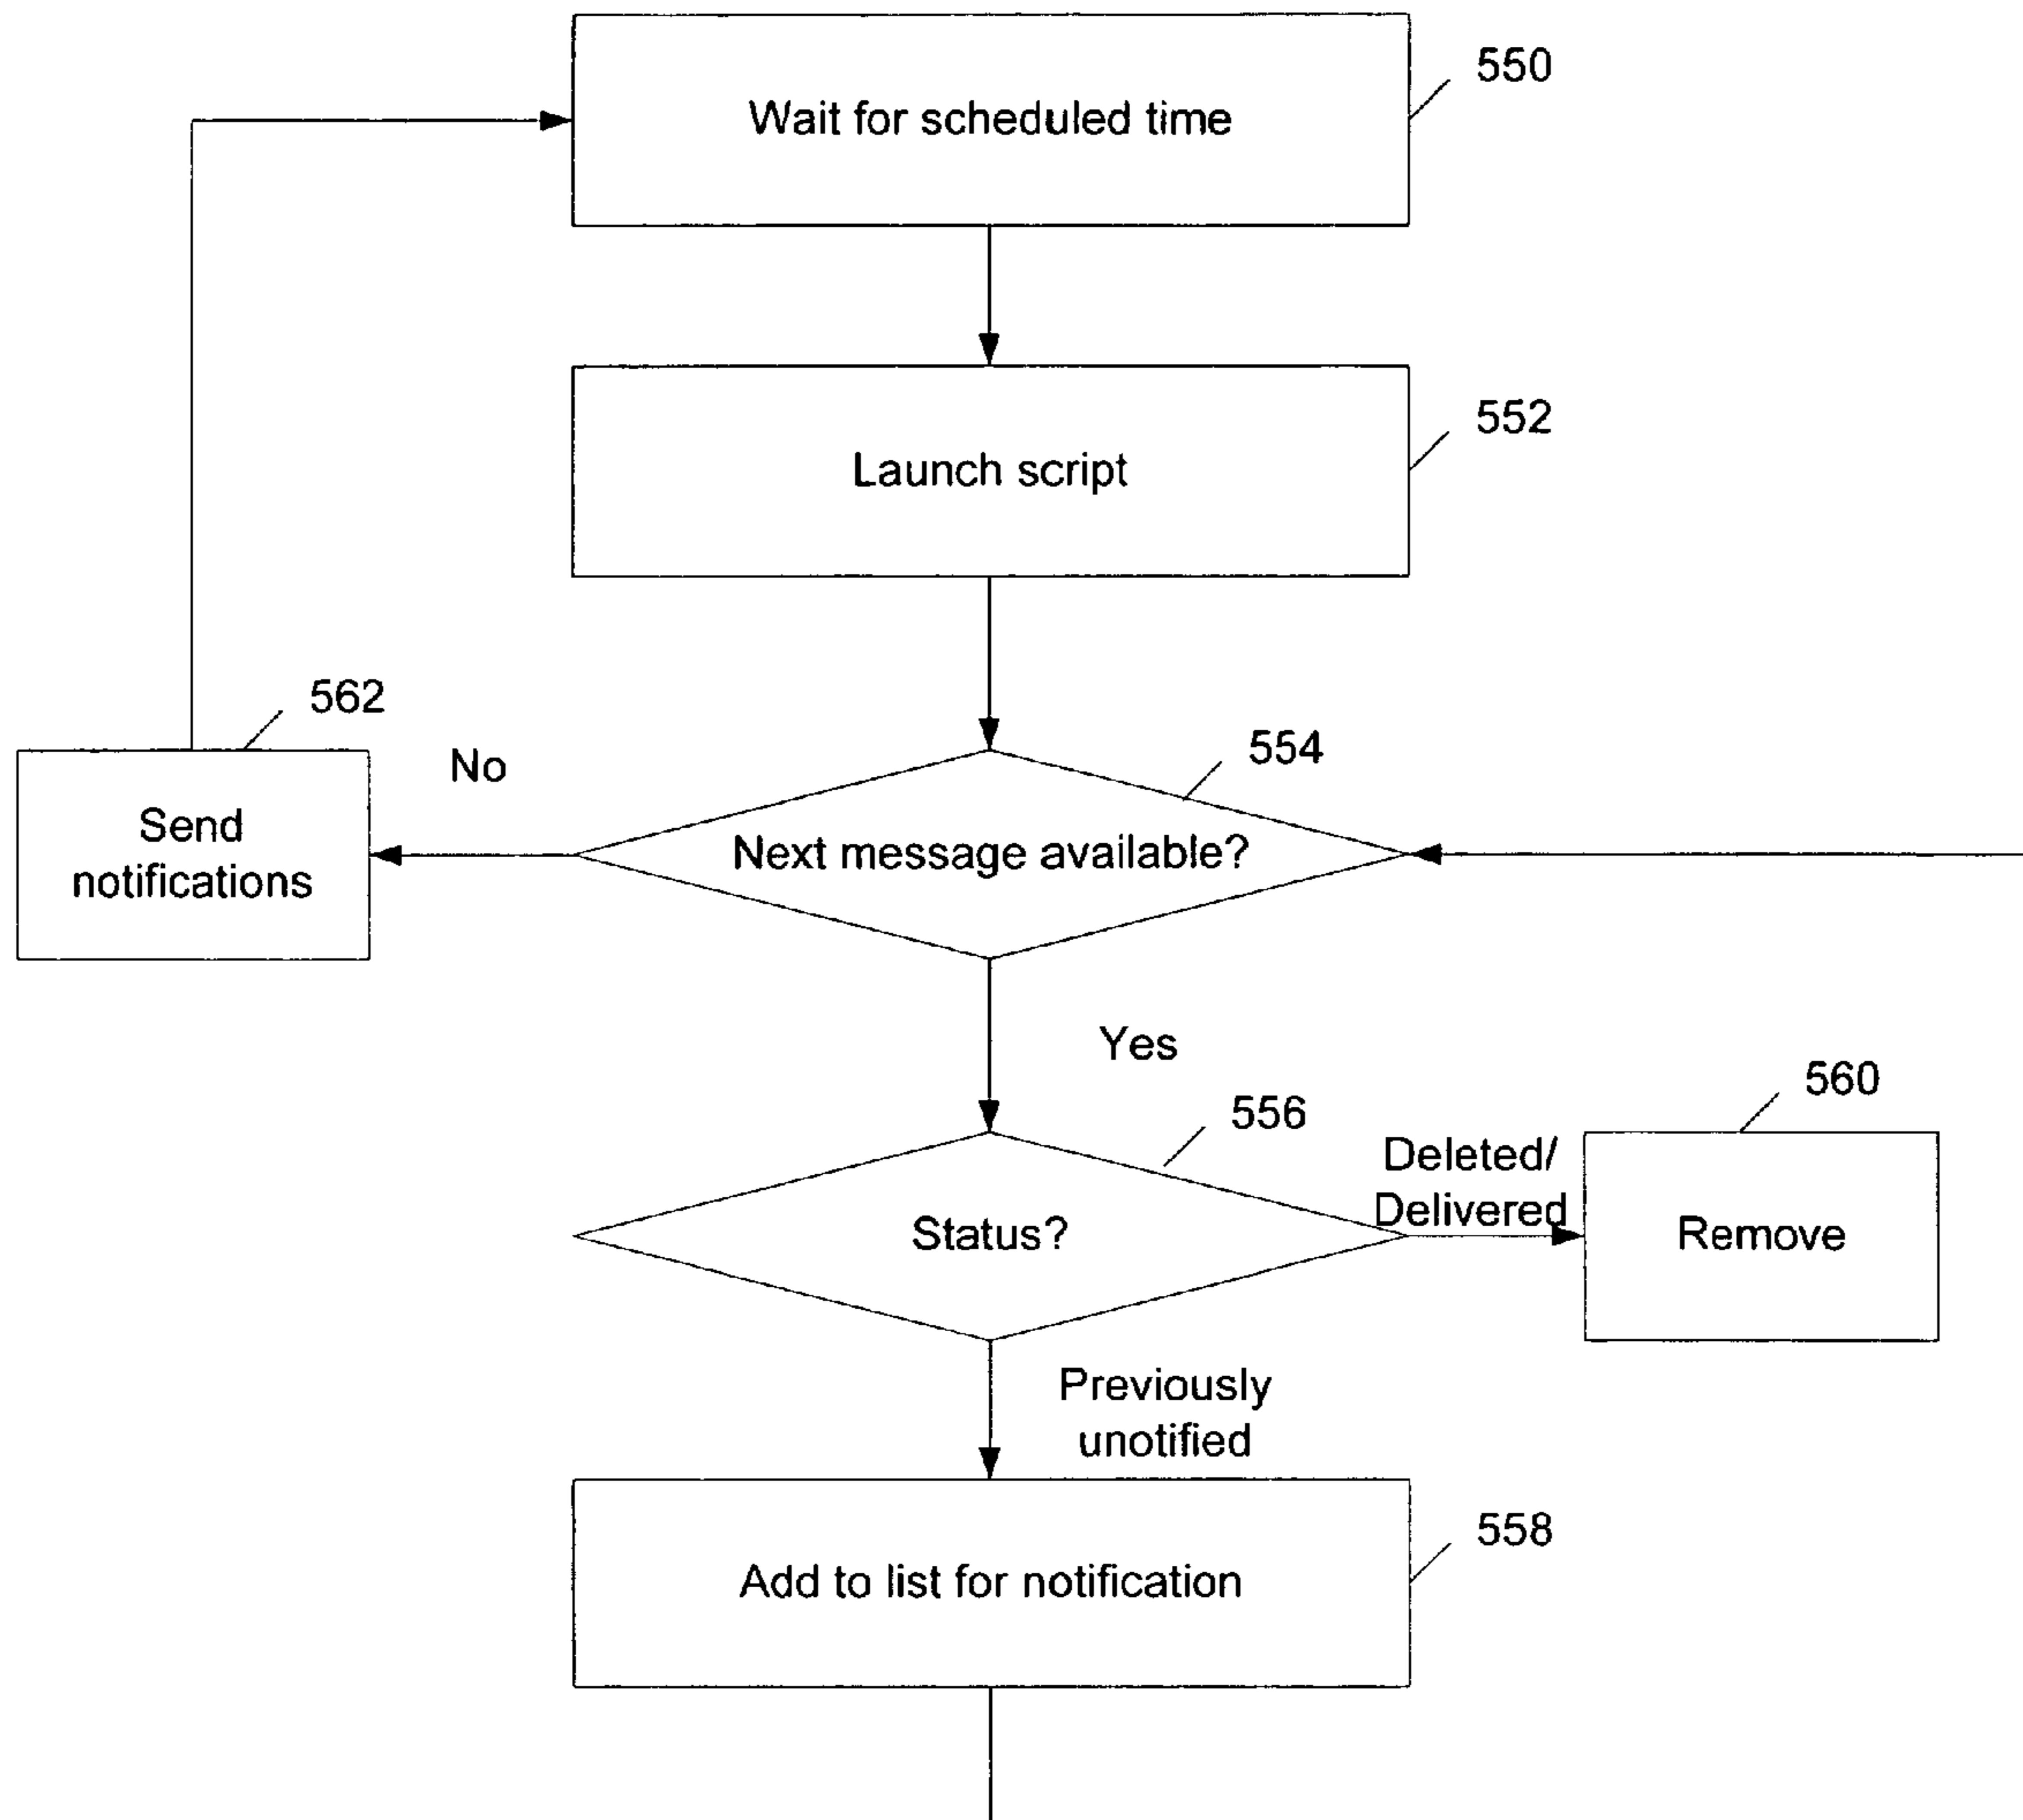 550
Wait for scheduled time
552
Launch script
562
554
No
Send
notifications
Next message available?
Yes
560
556
Deleted/
Delivered
Status?
Remove
Previously
unotified
558
Add to list for notification